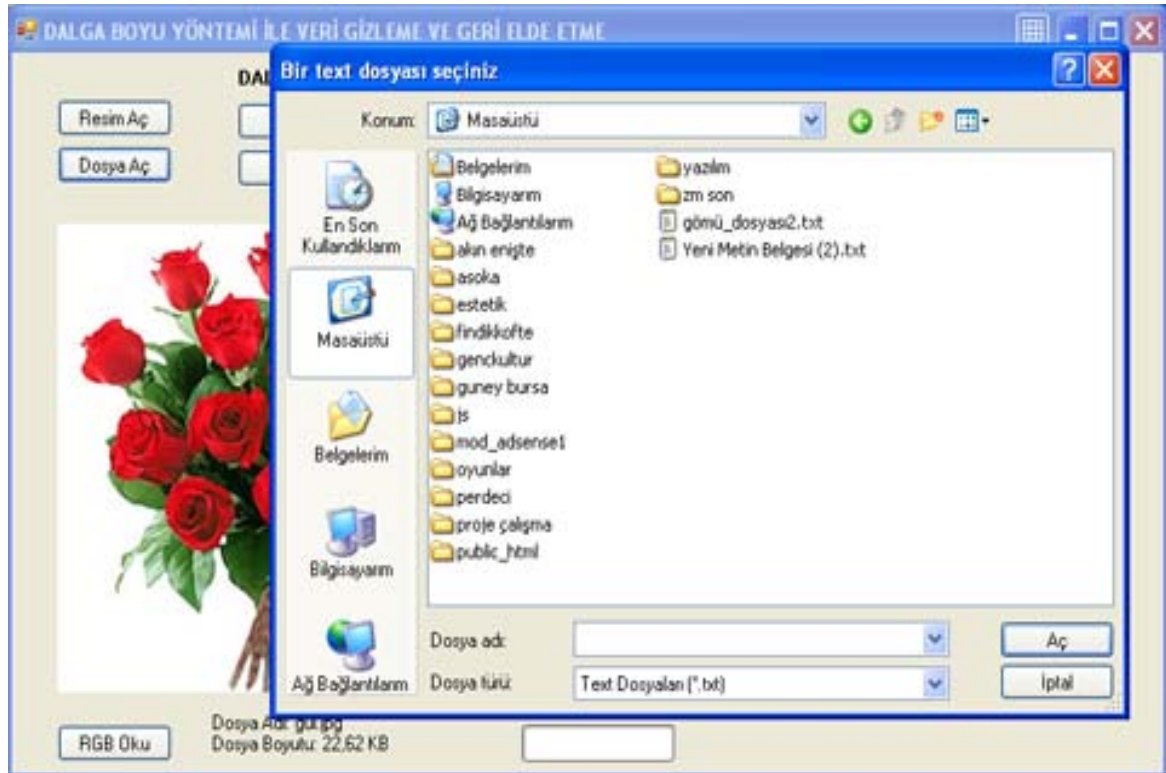 DALGA BOYU YÖNTEMİ İLE VERİ GİZLEME VE GERİ ELDE ETME
Bir text dosyası seçiniz
DAL
Resim Aç
Dosya Aç
Konum:
Masaüstü
En Son
Kullandıklarım
Masaüstü
Belgelerim
Bilgisayarım
Ağ Bağlantılarım
Belgelerim
Bilgisayarım
Ağ Bağlantılarım
akın enişte
asoka
estetik
findikkofte
genckultur
guney bursa
js
mod_adsense1
oyunlar
perdeci
proje çalışma
public_html
yazılım
zm son
gömü_dosyası2.txt
Yeni Metin Belgesi (2).txt
Dosya adı:
Aç
Dosya türü:
Text Dosyaları (*.txt)
İptal
RGB Oku
Dosya Adı: gul.jpg
Dosya Boyutu: 22,62 KB